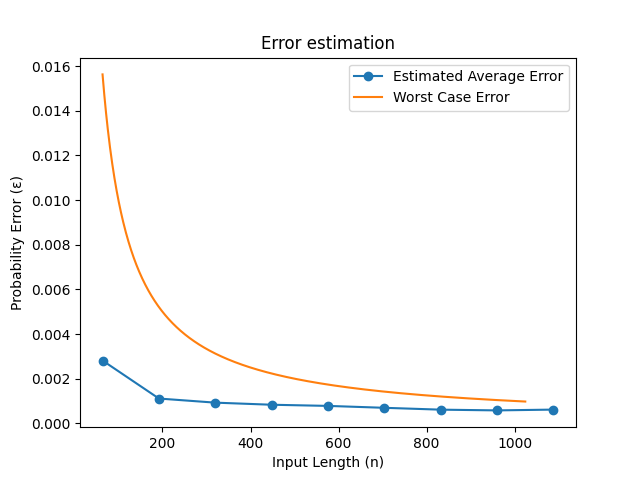 Error estimation
Estimated Average Error
Worst Case Error
0.016
0.014
0.012
0.010
0.008
0.006
0.004
0.002
0.000
Probability Error (ε)
200
400
600
800
1000
Input Length (n)